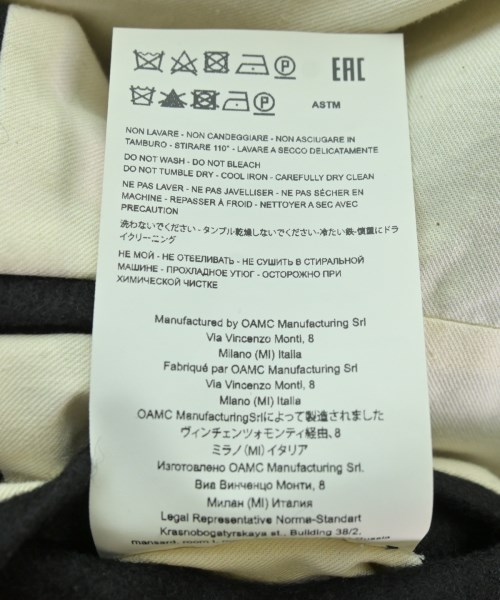 EAC
ASTM
NON LAVARE - NON CANDEGGIARE - NON ASCIUGARE IN
TAMBURO - STIRARE 110° - LAVARE A SECCO DELICATAMENTE
DO NOT WASH - DO NOT BLEACH
DO NOT TUMBLE DRY - COOL IRON - CAREFULLY DRY CLEAN
NE PAS LAVER - NE PAS JAVELLISER - NE PAS SÉCHER EN
MACHINE - REPASSER À FROID - NETTOYER A SEC AVEC
PRECAUTION
洗わないでください - タンブル乾燥しないでください-冷たい鉄-慎重にドラ
イクリーニング
НЕ МОЙ - НЕ ОТБЕЛИВАТЬ - НЕ СУШИТЬ В СТИРАЛЬНОЙ
МАШИНЕ - ПРОХЛАДНОЕ УТЮГ - ОСТОРОЖНО ПРИ
ХИМИЧЕСКОЙ ЧИСТКЕ
Manufactured by OAMC Manufacturing Srl
Via Vincenzo Monti, 8
Milano (MI) Italia
Fabriqué par OAMC Manufacturing Srl
Via Vincenzo Monti, 8
Mlano (MI) Italia
OAMC ManufacturingSrlによって製造されました
ヴィンチェンツォモンティ経由、8
ミラノ(MI)イタリア
Изготовлено OAMC Manufacturing Srl.
Виа Винченцо Монти, 8
Милан (MI) Италия
Legal Representative Norma-Standart
Krasnobogatyrskaya st., Building 38/2,
mansard, room I,